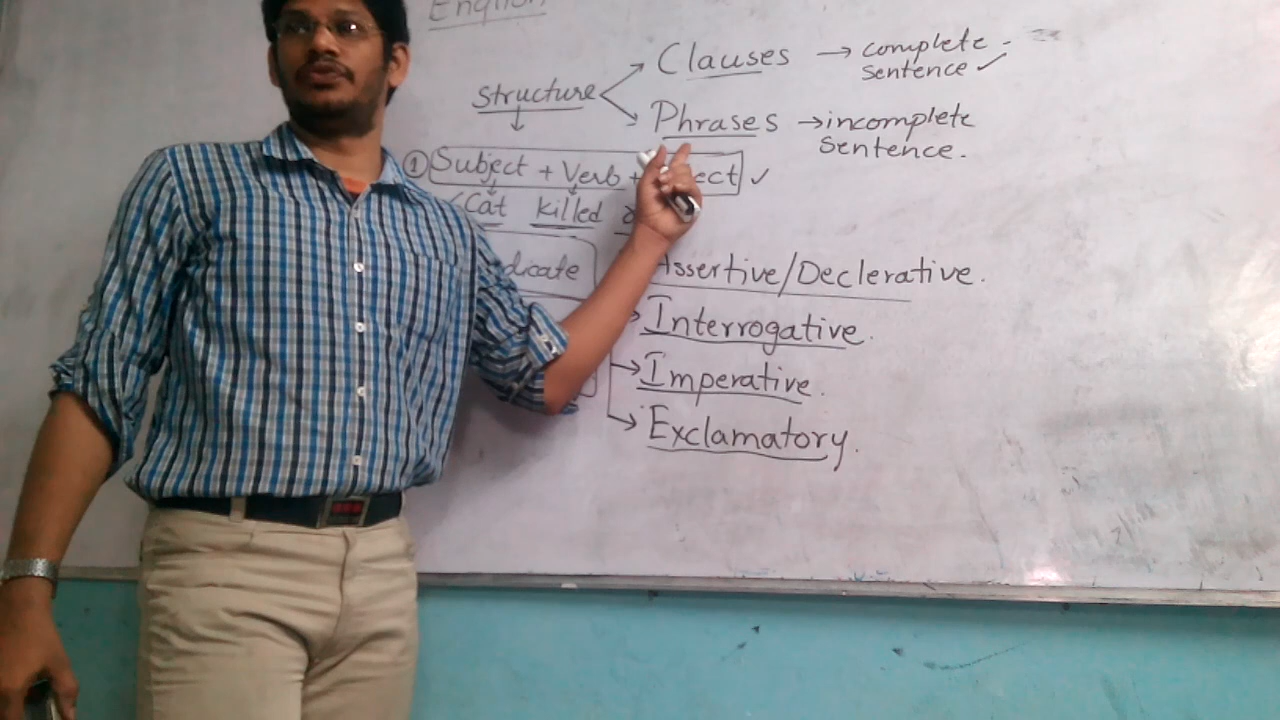 English
Clauses → complete
sentence ✓
Structure
Phrases → incomplete
sentence.
① Subject + Verb + ject ✓
Cat killed
dicate
Assertive/Declerative.
Interrogative.
→ Imperative.
→ Exclamatory.